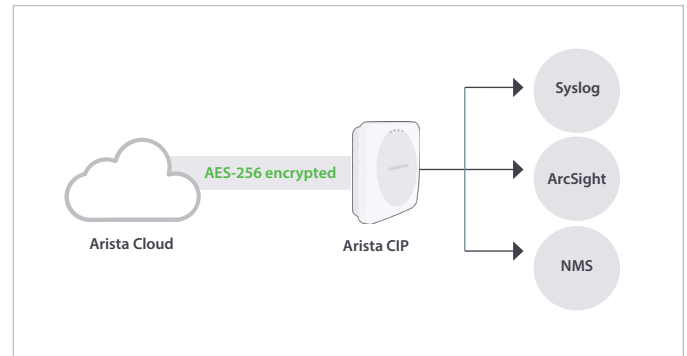 Syslog
AES-256 encrypted
ArcSight
Arista Cloud
Arista CIP
NMS